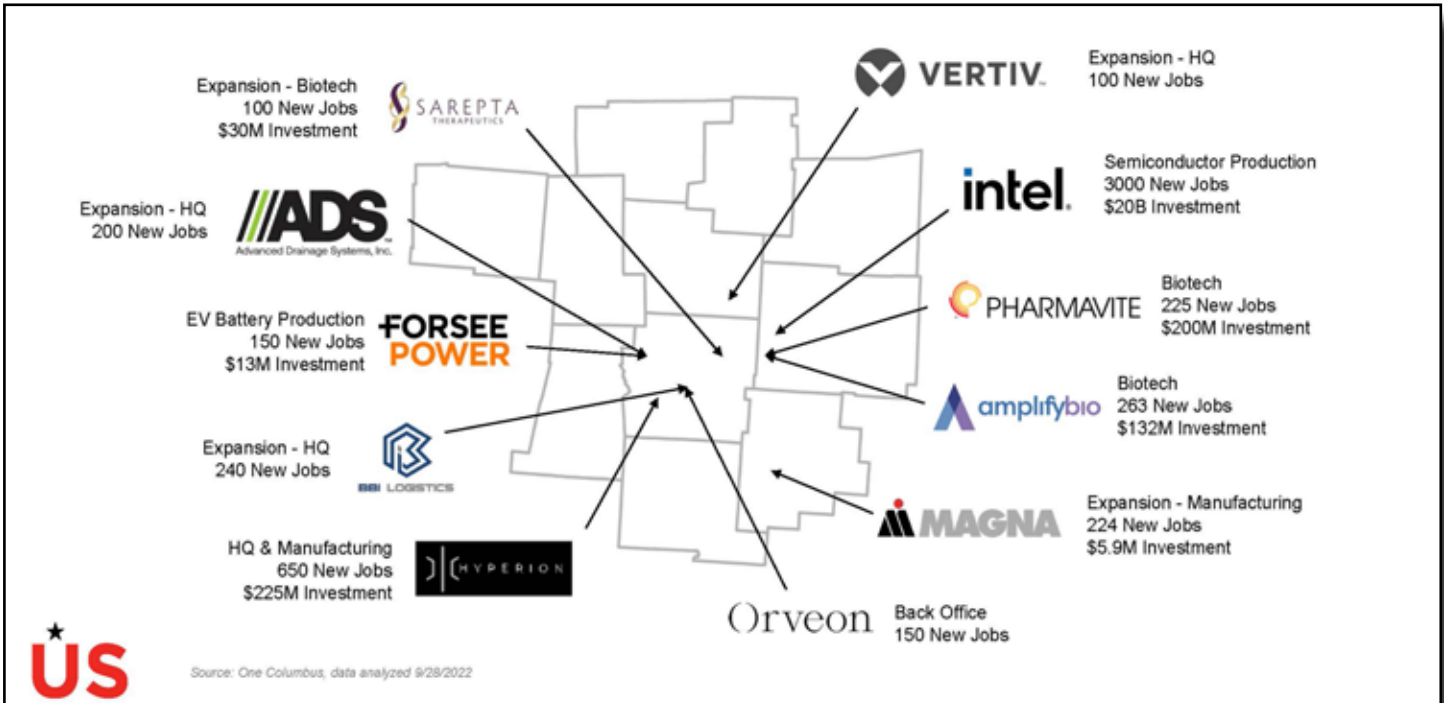 Expansion - Biotech
100 New Jobs
$30M Investment
SAREPTA
THERAPEUTICS
VERTIV™
Expansion - HQ
100 New Jobs
Expansion - HQ
200 New Jobs
ADS™
Advanced Drainage Systems, Inc.
intel.
Semiconductor Production
3000 New Jobs
$20B Investment
EV Battery Production
150 New Jobs
$13M Investment
FORSEE
POWER
PHARMAVITE
Biotech
225 New Jobs
$200M Investment
amplifybio
Biotech
263 New Jobs
$132M Investment
Expansion - HQ
240 New Jobs
BBI LOGISTICS
MAGNA
Expansion - Manufacturing
224 New Jobs
$5.9M Investment
HQ & Manufacturing
650 New Jobs
$225M Investment
HYPERION
Orveon
Back Office
150 New Jobs
US
Source: One Columbus, data analyzed 9/28/2022